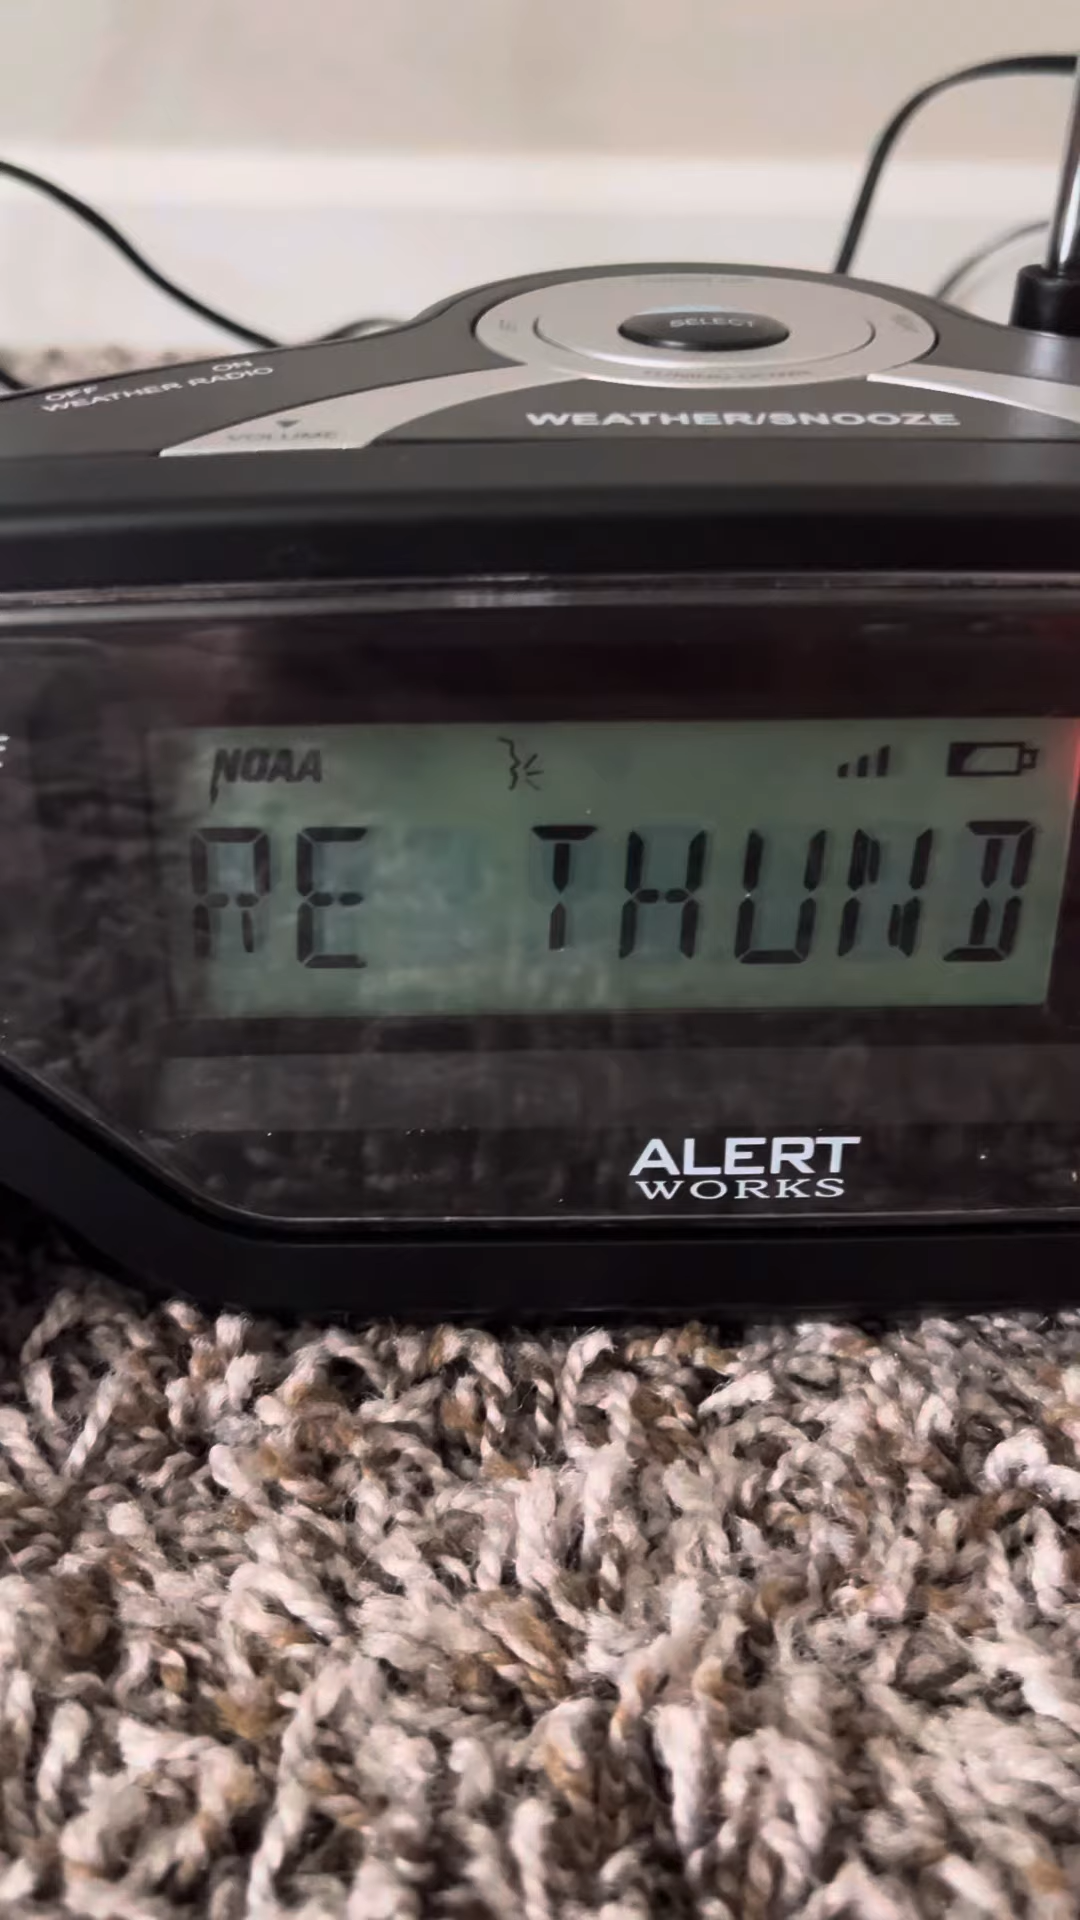 SELECT
OFF ON
WEATHER RADIO
VOLUME
WEATHER/SNOOZE
NOAA
RE THUND
ALERT
WORKS